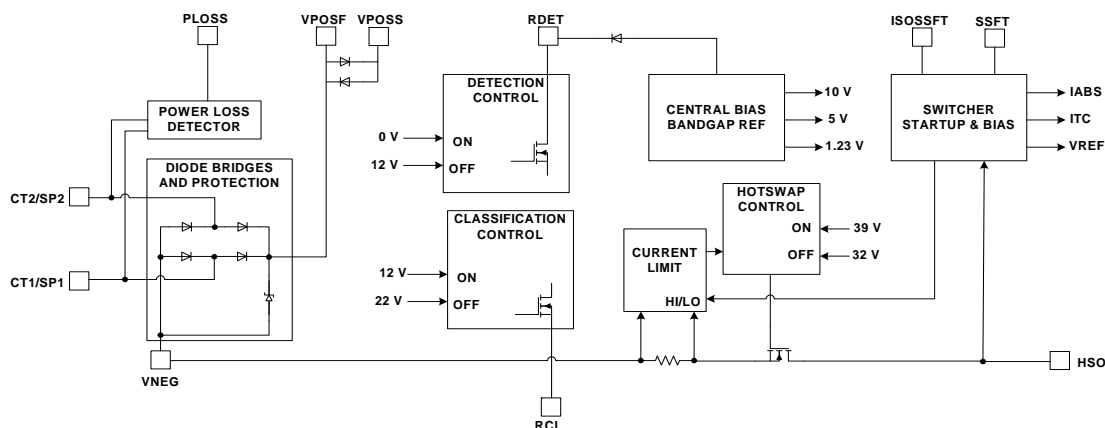 PLOSS
VPOSF
VPOSS
RDET
ISOSSFT
SSFT
POWER LOSS
DETECTOR
DETECTION
CONTROL
0 V
ON
12 V
OFF
CENTRAL BIAS
BANDGAP REF
10 V
5 V
1.23 V
SWITCHER
STARTUP & BIAS
IABS
ITC
VREF
DIODE BRIDGES
AND PROTECTION
CT2/SP2
CT1/SP1
CLASSIFICATION
CONTROL
12 V
ON
22 V
OFF
CURRENT
LIMIT
HI/LO
HOTSWAP
CONTROL
ON
39 V
OFF
32 V
VNEG
HSO
RCL